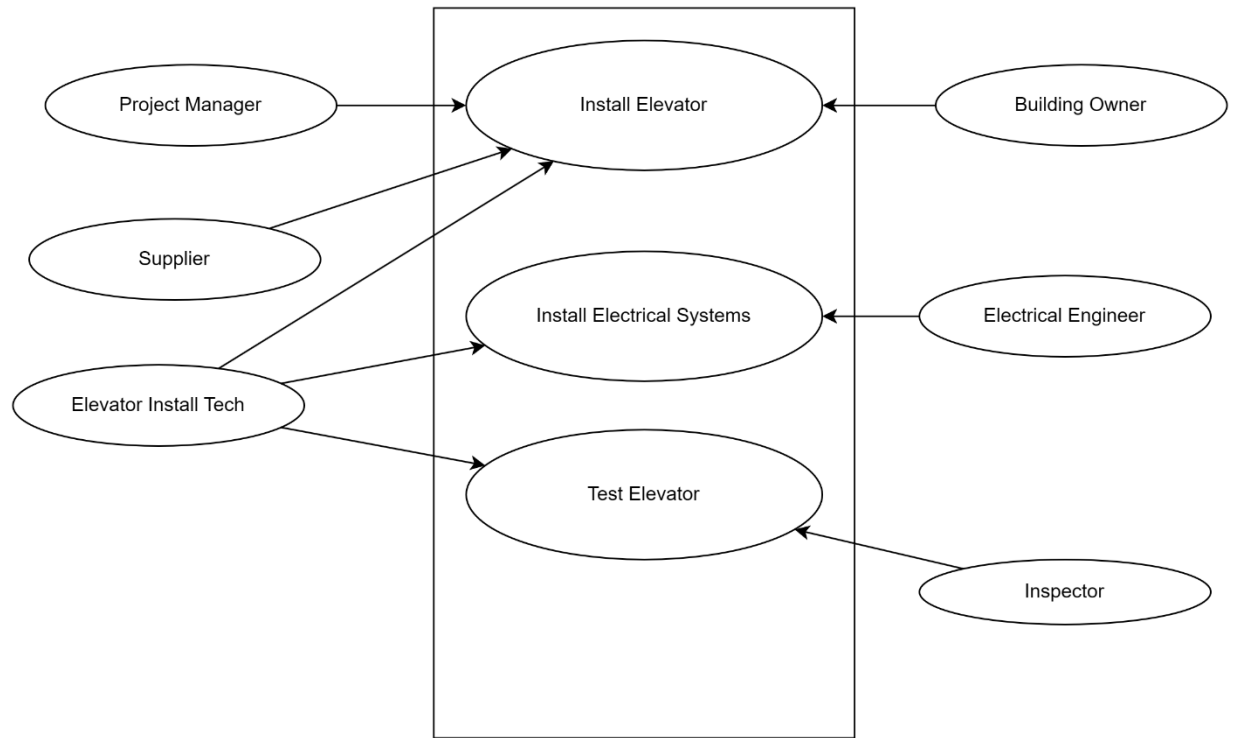 Project Manager
Install Elevator
Building Owner
Supplier
Install Electrical Systems
Electrical Engineer
Elevator Install Tech
Test Elevator
Inspector